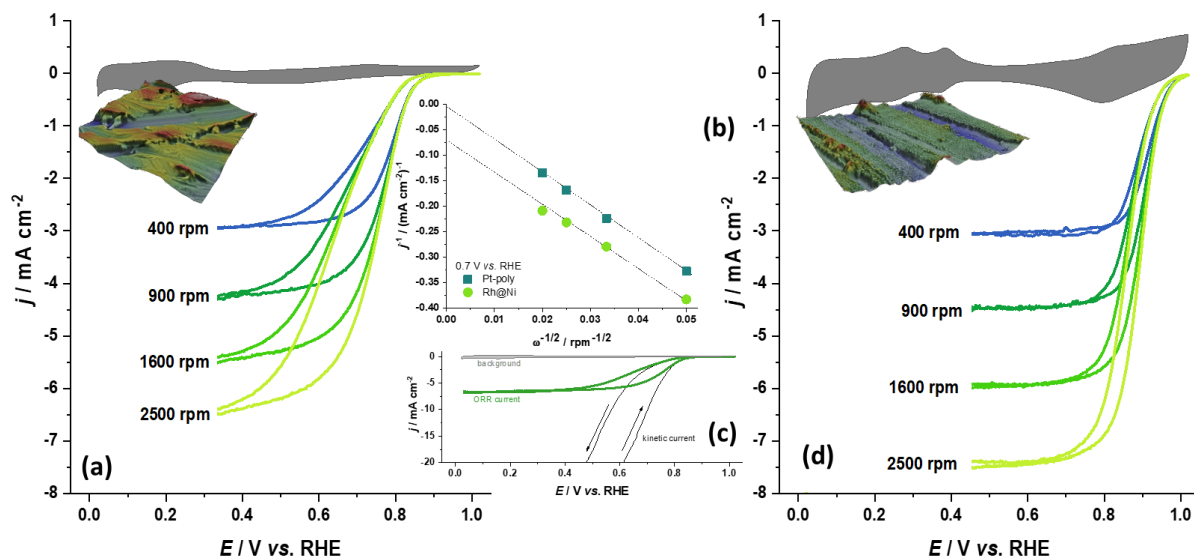 1
0
-1
-2
-3
-4
-5
-6
-7
-8
j / mA cm-2
400 rpm
900 rpm
1600 rpm
2500 rpm
(a)
0.0 0.2 0.4 0.6 0.8 1.0
E / V vs. RHE
(b)
0.00
-0.05
-0.10
-0.15
-0.20
-0.25
-0.30
-0.35
-0.40
j-1 / (mA cm-2)-1
0.7 V vs. RHE
Pt-poly
Rh@Ni
0.00 0.01 0.02 0.03 0.04 0.05
ω-1/2 / rpm-1/2
0
-5
-10
-15
-20
j / mA cm-2
background
ORR current
kinetic current
(c)
0.0 0.2 0.4 0.6 0.8 1.0
E / V vs. RHE
1
0
-1
-2
-3
-4
-5
-6
-7
-8
j / mA cm-2
400 rpm
900 rpm
1600 rpm
2500 rpm
(d)
0.0 0.2 0.4 0.6 0.8 1.0
E / V vs. RHE